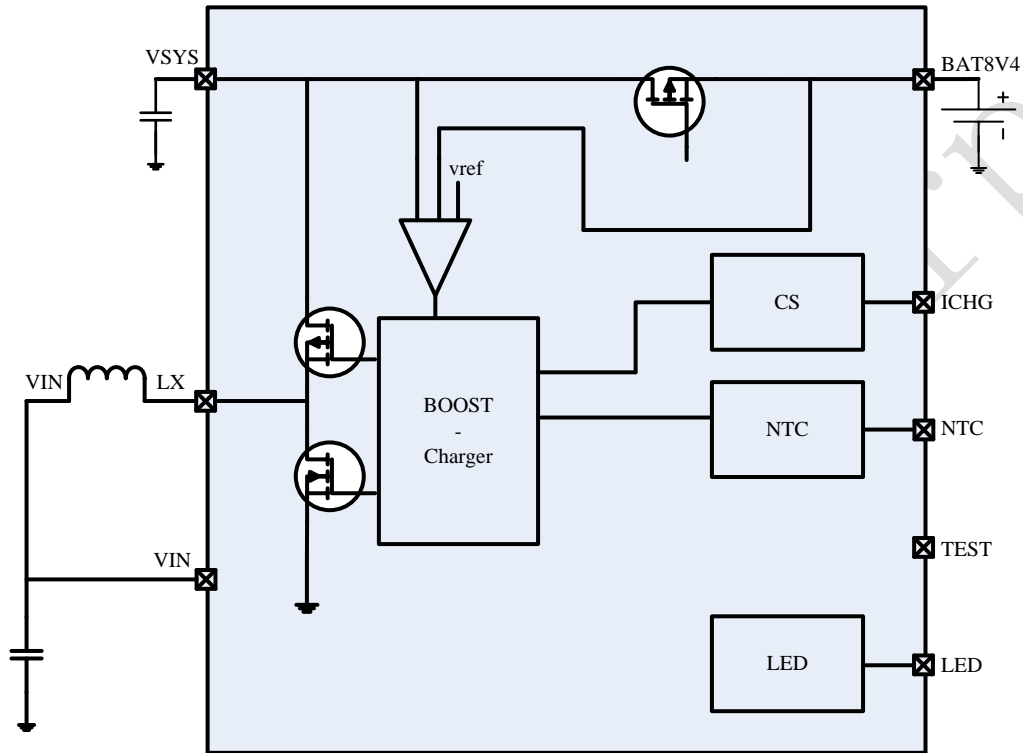 VSYS
BAT8V4
+
-
vref
CS
ICHG
VIN
LX
BOOST
-
Charger
NTC
NTC
TEST
VIN
LED
LED